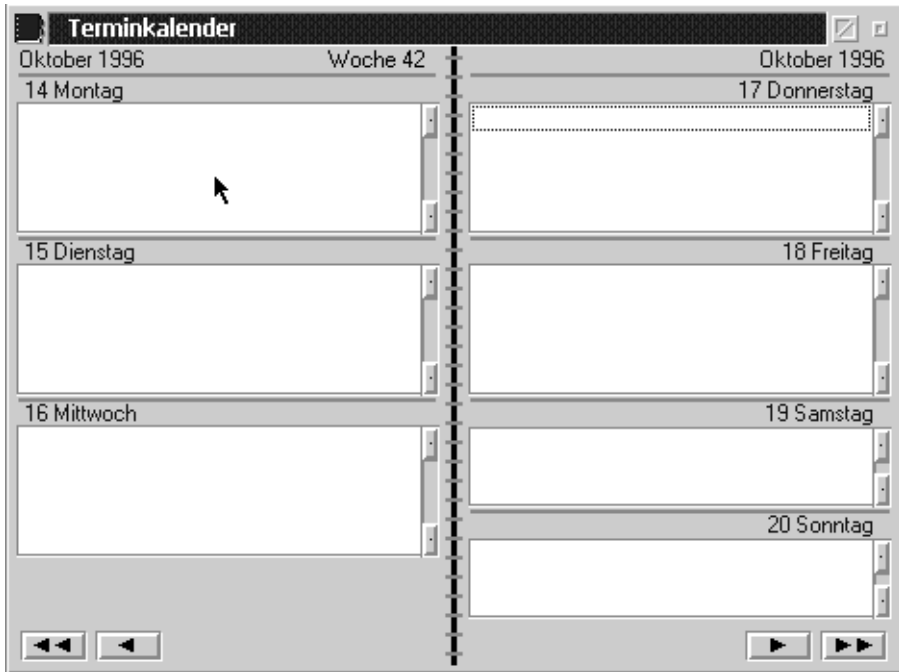 Terminkalender
Oktober 1996 Woche 42
14 Montag
15 Dienstag
16 Mittwoch
Oktober 1996
17 Donnerstag
18 Freitag
19 Samstag
20 Sonntag